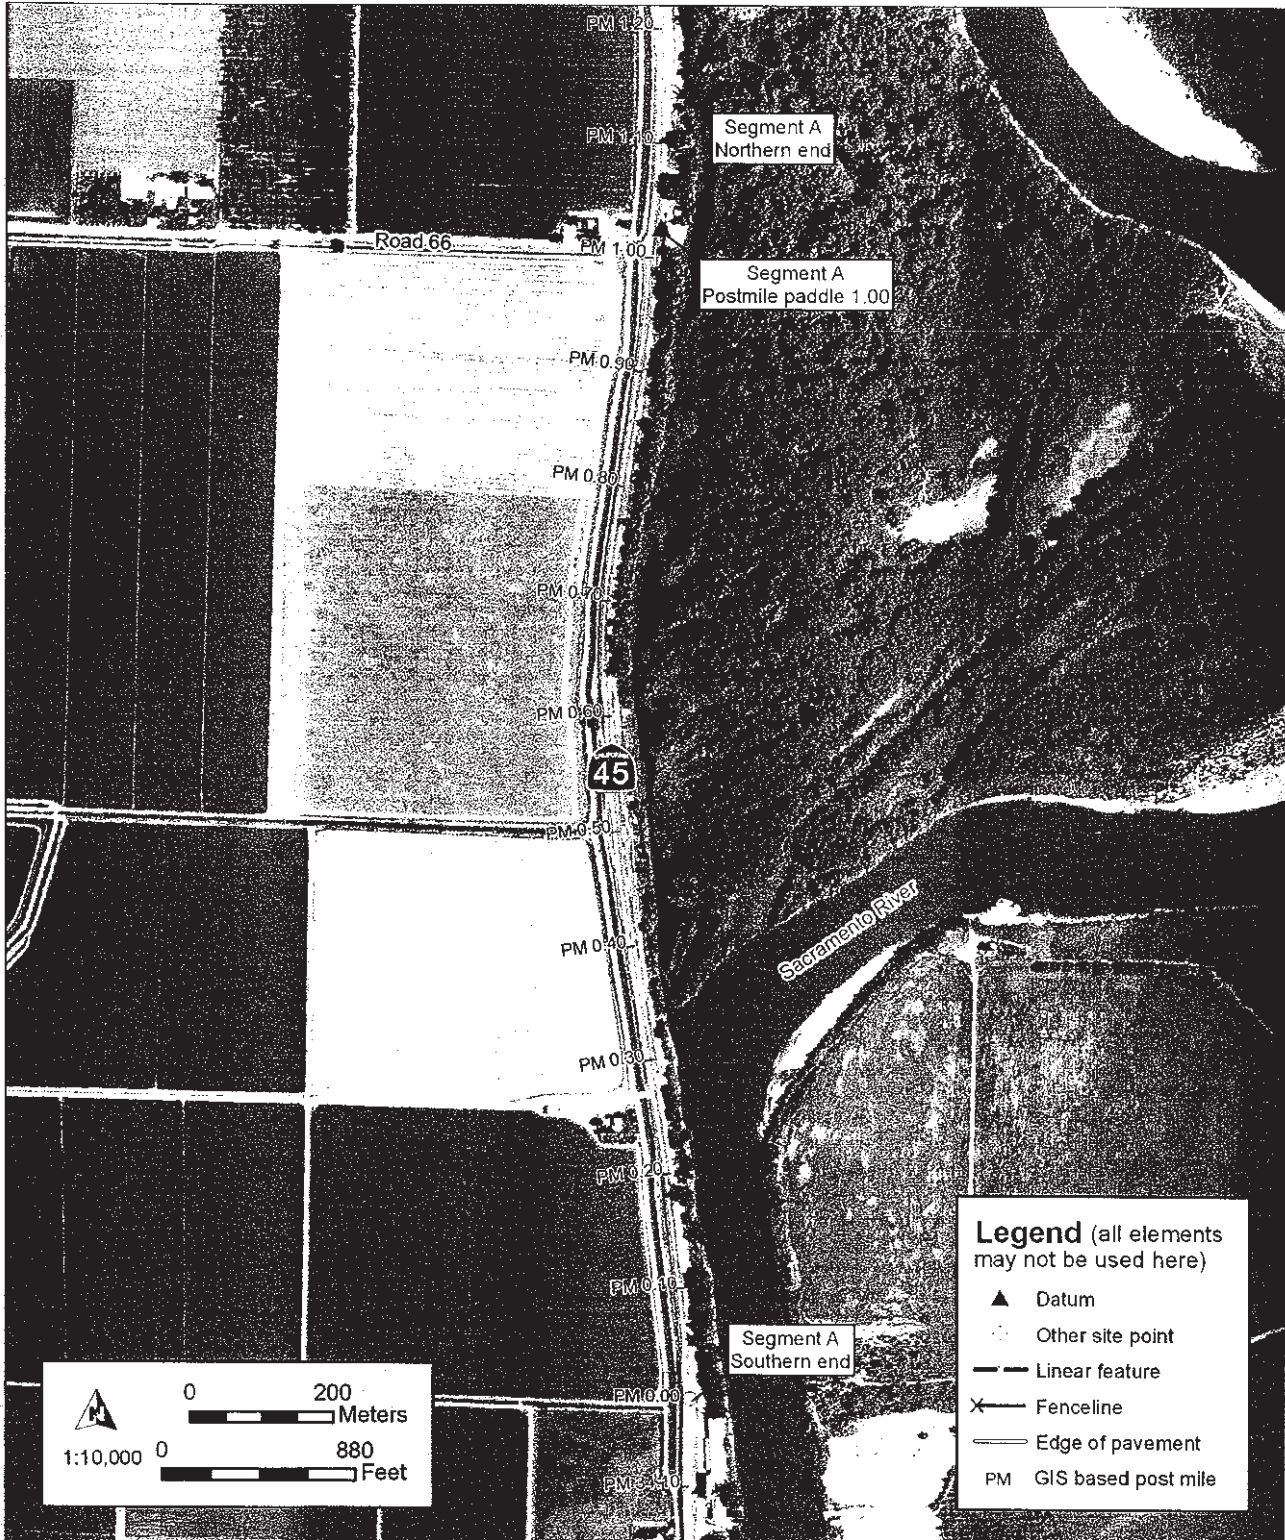 PM 1.20
PM 1.10
Segment A
Northern end
Road 66
PM 1.00
Segment A
Postmile paddle 1.00
PM 0.90
PM 0.80
PM 0.70
PM 0.60
CALIFORNIA
45
PM 0.50
PM 0.40
Sacramento River
PM 0.30
PM 0.20
PM 0.10
Segment A
Southern end
PM 0.00
Legend (all elements
may not be used here)
Datum
Other site point
Linear feature
Fenceline
Edge of pavement
PM GIS based post mile
N
1:10,000
0 200
Meters
0 880
Feet